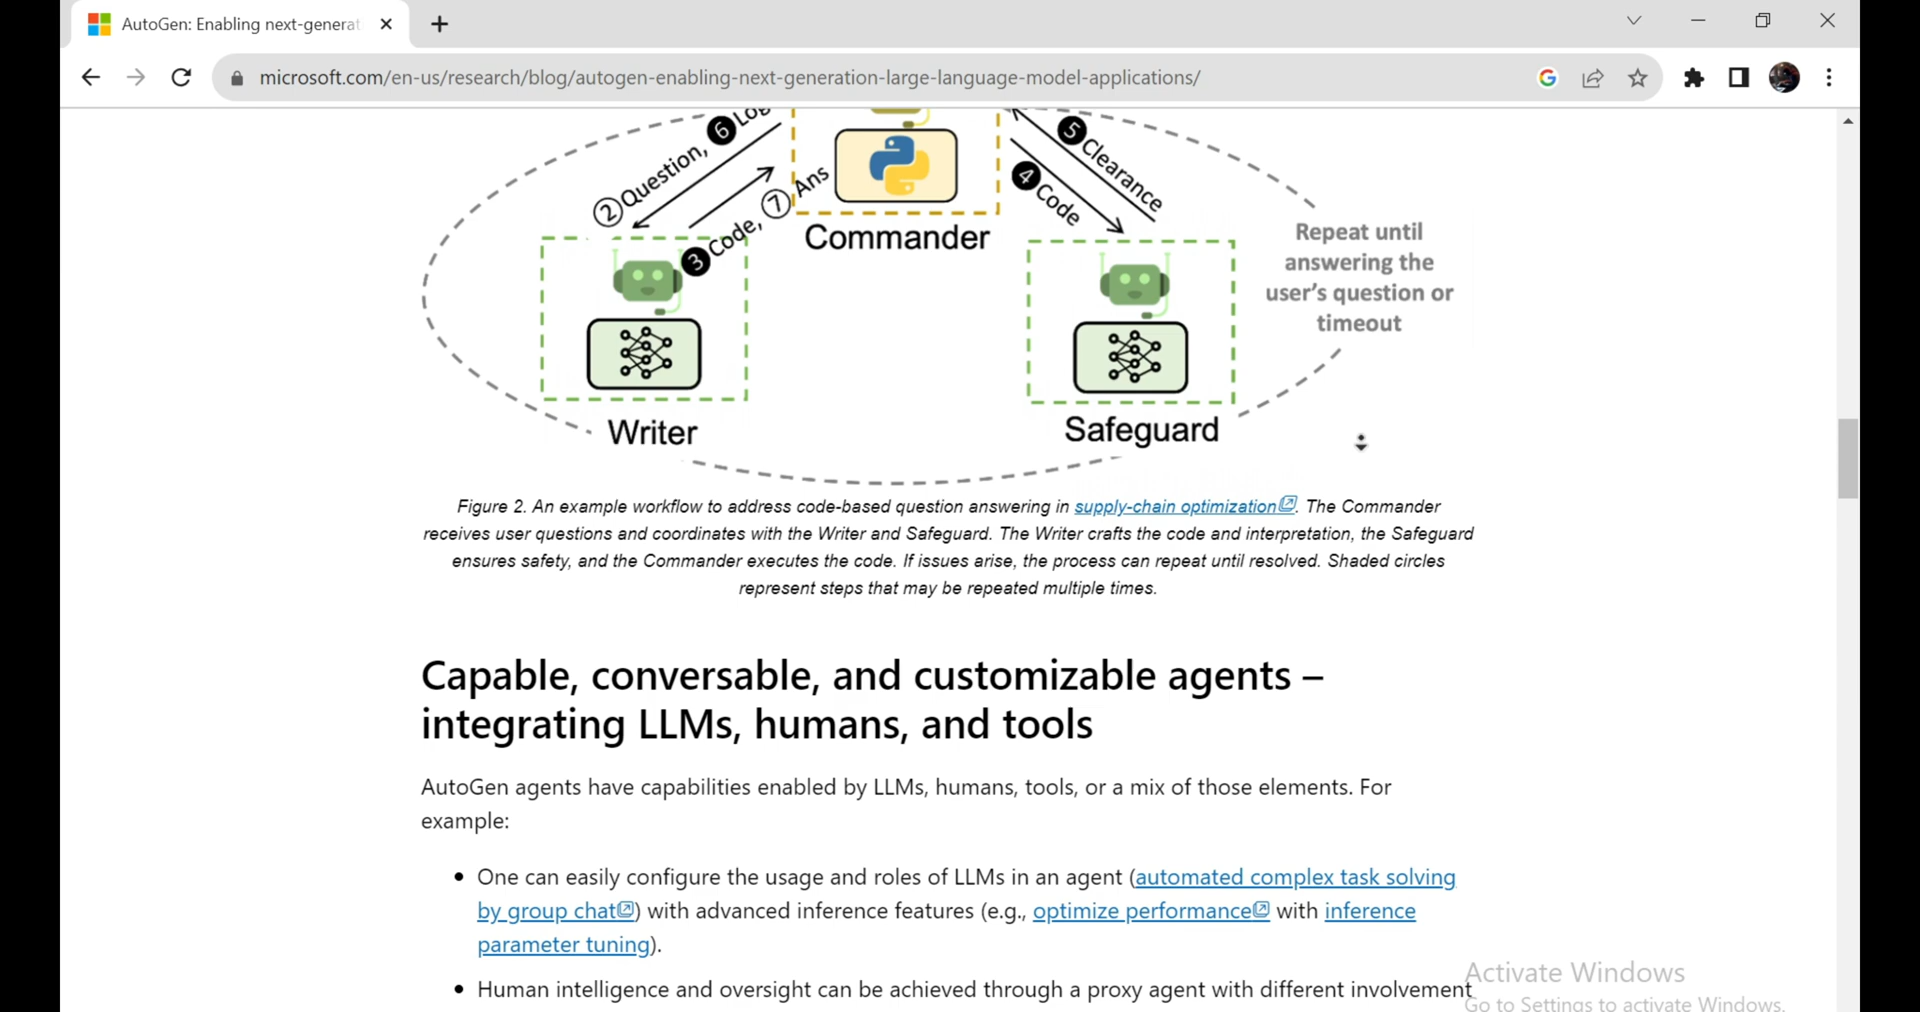 AutoGen: Enabling next-generat
microsoft.com/en-us/research/blog/autogen-enabling-next-generation-large-language-model-applications/
6
5 Clearance
2 Question,
7 Ans
4 Code
3 Code,
Commander
Repeat until
answering the
user's question or
timeout
Writer
Safeguard
Figure 2. An example workflow to address code-based question answering in supply-chain optimization. The Commander
receives user questions and coordinates with the Writer and Safeguard. The Writer crafts the code and interpretation, the Safeguard
ensures safety, and the Commander executes the code. If issues arise, the process can repeat until resolved. Shaded circles
represent steps that may be repeated multiple times.
Capable, conversable, and customizable agents –
integrating LLMs, humans, and tools
AutoGen agents have capabilities enabled by LLMs, humans, tools, or a mix of those elements. For
example:
• One can easily configure the usage and roles of LLMs in an agent (automated complex task solving
by group chat) with advanced inference features (e.g., optimize performance with inference
parameter tuning).
• Human intelligence and oversight can be achieved through a proxy agent with different involvement
Activate Windows
Go to Settings to activate Windows.